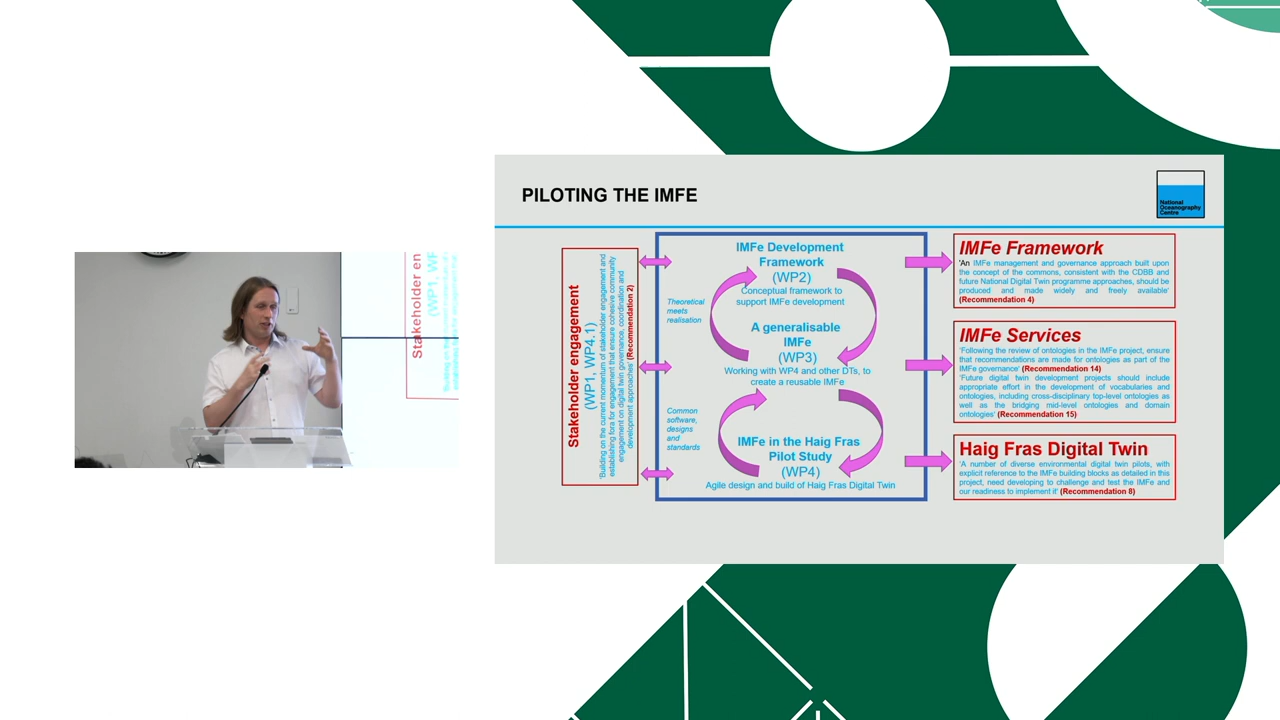 PILOTING THE IMFE
National
Oceanography
Centre
Stakeholder engagement
(WP1, WP4.1)
'Building on the current momentum of stakeholder engagement and
establishing fora for engagement that ensure cohesive community
engagement on digital twin governance, coordination and
development approaches' (Recommendation 2)
IMFe Development
Framework
(WP2)
Conceptual framework to
support IMFe development
Theoretical
meets
realisation
A generalisable
IMFe
(WP3)
Working with WP4 and other DTs, to
create a reusable IMFe
Common
software,
designs
and
standards
IMFe in the Haig Fras
Pilot Study
(WP4)
Agile design and build of Haig Fras Digital Twin
IMFe Framework
'An IMFe management and governance approach built upon
the concept of the commons, consistent with the CDBB and
future National Digital Twin programme approaches, should be
produced and made widely and freely available'
(Recommendation 4)
IMFe Services
'Following the review of ontologies in the IMFe project, ensure
that recommendations are made for ontologies as part of the
IMFe governance' (Recommendation 14)
'Future digital twin development projects should include
appropriate effort in the development of vocabularies and
ontologies, including cross-disciplinary top-level ontologies as
well as the bridging mid-level ontologies and domain
ontologies' (Recommendation 15)
Haig Fras Digital Twin
'A number of diverse environmental digital twin pilots, with
explicit reference to the IMFe building blocks as detailed in this
project, need developing to challenge and test the IMFe and
our readiness to implement it' (Recommendation 8)
Stakeholder en
(WP1, WP